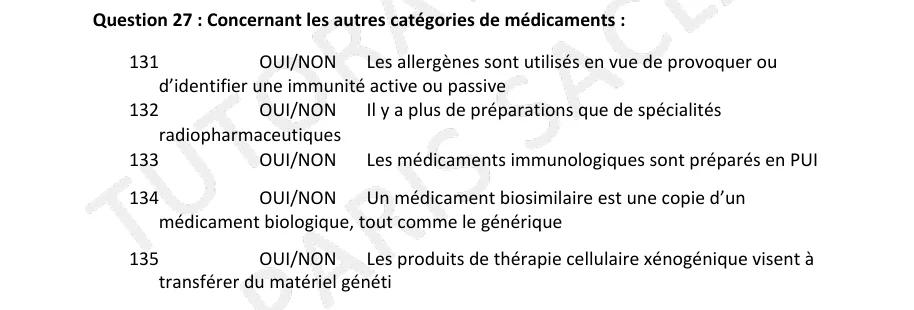 Question 27 : Concernant les autres catégories de médicaments :
131 OUI/NON Les allergènes sont utilisés en vue de provoquer ou
d’identifier une immunité active ou passive
132 OUI/NON Il y a plus de préparations que de spécialités
radiopharmaceutiques
133 OUI/NON Les médicaments immunologiques sont préparés en PUI
134 OUI/NON Un médicament biosimilaire est une copie d’un
médicament biologique, tout comme le générique
135 OUI/NON Les produits de thérapie cellulaire xénogénique visent à
transférer du matériel généti